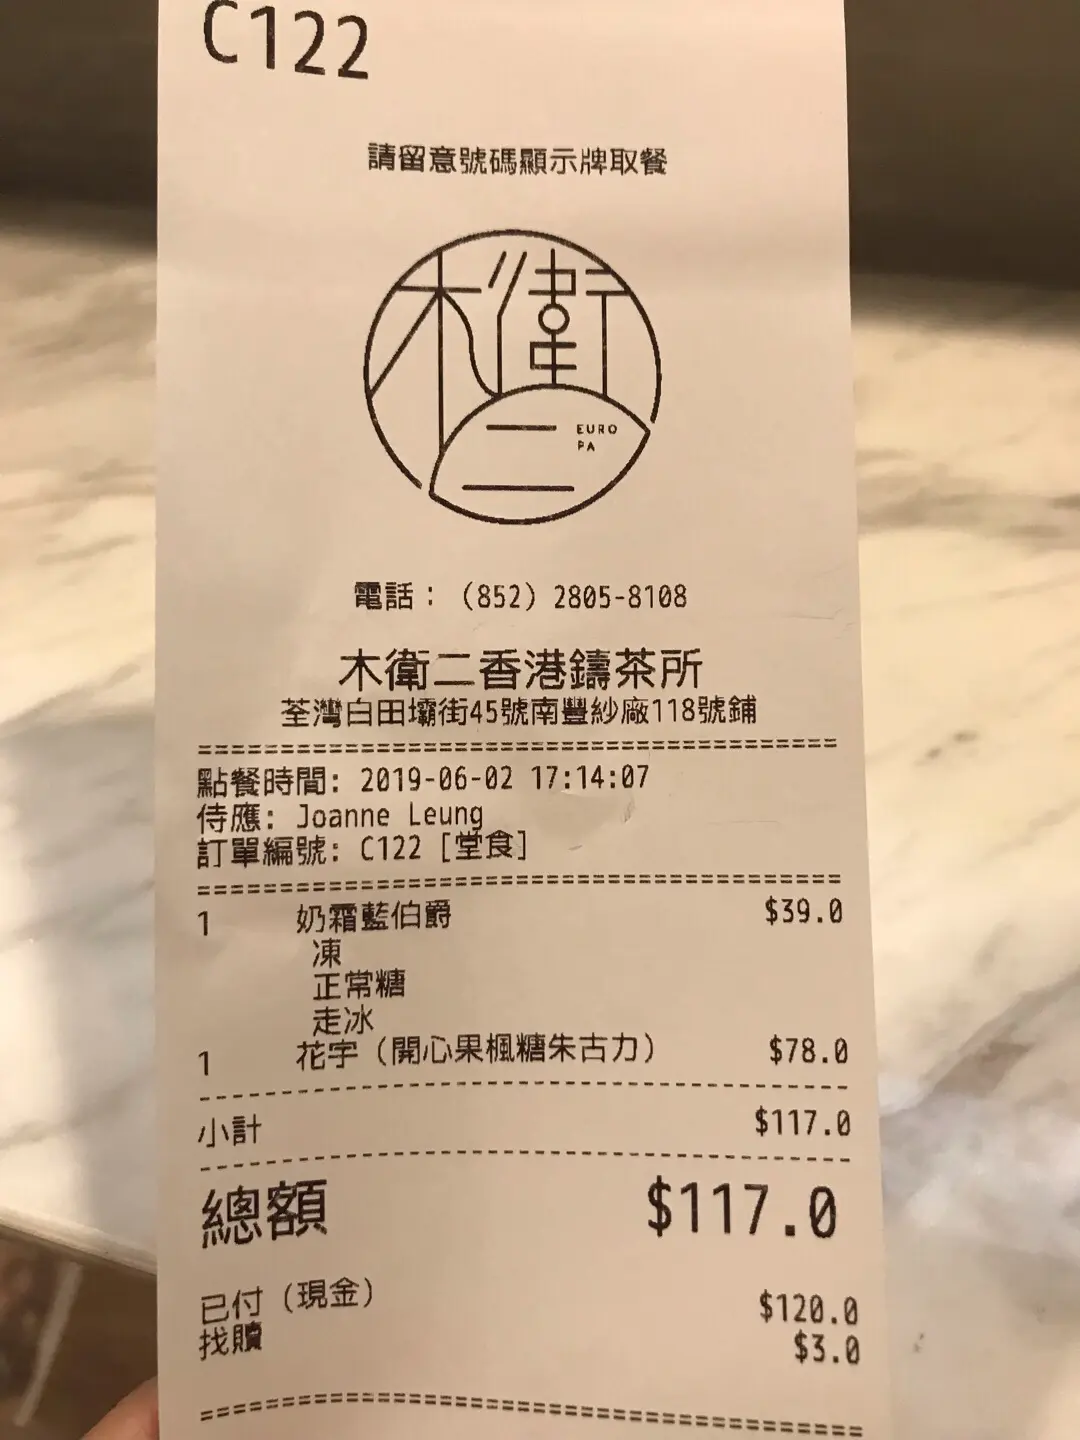 C122
請留意號碼顯示牌取餐
木衛
二 EURO
PA
電話：（852）2805-8108
木衛二香港鑄茶所
荃灣白田壩街45號南豐紗廠118號鋪
========================================
點餐時間: 2019-06-02 17:14:07
侍應: Joanne Leung
訂單編號: C122 [堂食]
========================================
1 奶霜藍伯爵 $39.0
凍
正常糖
走冰
1 花宇（開心果楓糖朱古力） $78.0
----------------------------------------
小計 $117.0
----------------------------------------
總額 $117.0
已付（現金） $120.0
找贖 $3.0
========================================